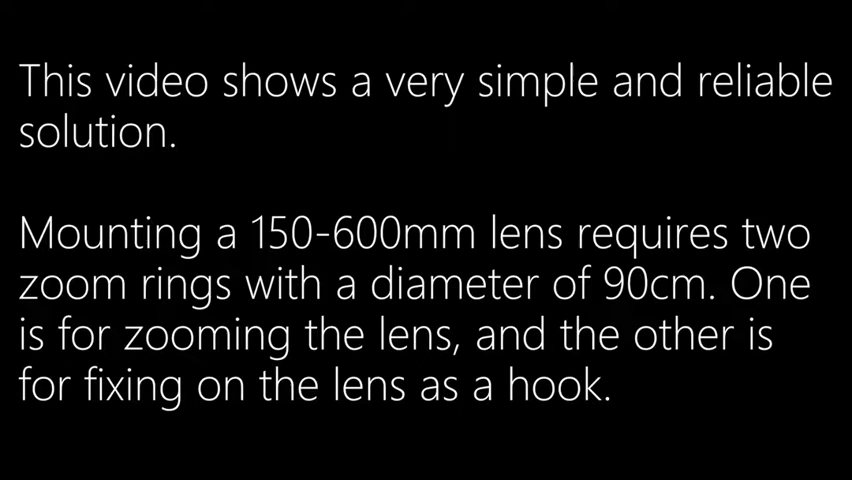 This video shows a very simple and reliable
solution.
Mounting a 150-600mm lens requires two
zoom rings with a diameter of 90cm. One
is for zooming the lens, and the other is
for fixing on the lens as a hook.